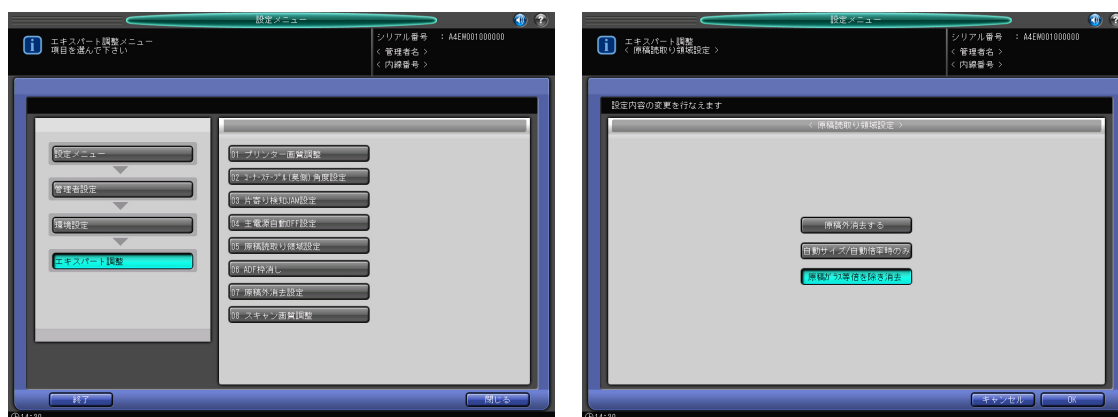 設定メニュー
エキスパート調整メニュー
項目を選んで下さい
シリアル番号 : A4EM001000000
< 管理者名 >
< 内線番号 >
設定メニュー
管理者設定
環境設定
エキスパート調整
01 プリンター画質調整
02 コーナーステープル(奥側)角度設定
03 片寄り検知JAM設定
04 主電源自動OFF設定
05 原稿読取り領域設定
06 ADF枠消し
07 原稿外消去設定
08 スキャン画質調整
終了
閉じる
14:30
設定メニュー
エキスパート調整
< 原稿読取り領域設定 >
シリアル番号 : A4EM001000000
< 管理者名 >
< 内線番号 >
設定内容の変更を行なえます
< 原稿読取り領域設定 >
原稿外消去する
自動サイズ/自動倍率時のみ
原稿ガラス等倍を除き消去
キャンセル
OK
14:30